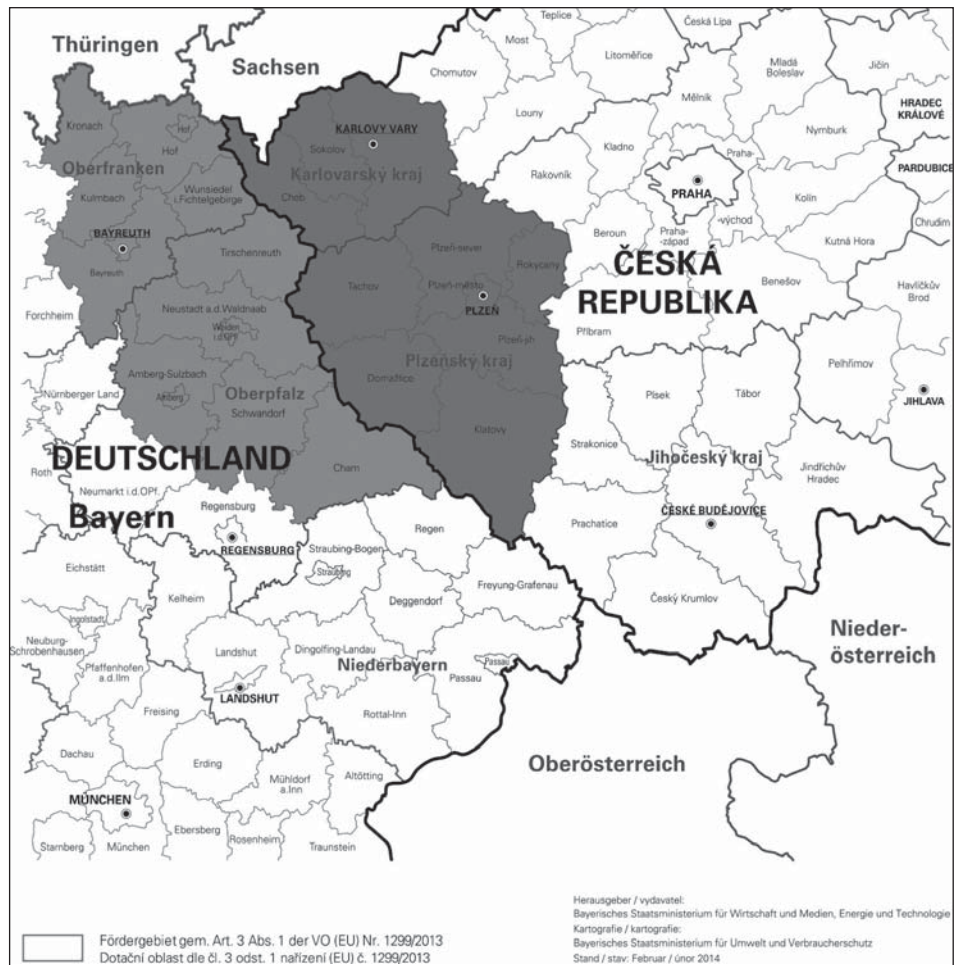 Thüringen
Sachsen
Teplice
Most
Litoměřice
Česká Lípa
Chomutov
Louny
Mělník
Mladá
Boleslav
Jičín
HRADEC
KRÁLOVÉ
Nymburk
Kladno
Praha-
-východ
Rakovník
PRAHA
Kolín
PARDUBICE
Chrudim
Beroun
Praha-
západ
Kutná Hora
Kronach
Hof
Hof
Oberfranken
Kulmbach
Wunsiedel
i.Fichtelgebirge
BAYREUTH
Bayreuth
Tirschenreuth
KARLOVY VARY
Sokolov
Karlovarský kraj
Cheb
Plzeň-sever
Rokycany
Tachov
Plzeň-město
PLZEŇ
Plzeň-jih
Plzeňský kraj
Domažlice
Klatovy
ČESKÁ
REPUBLIKA
Benešov
Havlíčkův
Brod
Příbram
Pelhřimov
JIHLAVA
Písek
Tábor
Strakonice
Jihočeský kraj
Jindřichův
Hradec
Prachatice
ČESKÉ BUDĚJOVICE
Český Krumlov
Forchheim
Neustadt a.d.Waldnaab
Weiden
i.d.OPf.
Nürnberger Land
Amberg-Sulzbach
Amberg
Oberpfalz
Schwandorf
DEUTSCHLAND
Roth
Cham
Neumarkt i.d.OPf.
Bayern
Regensburg
REGENSBURG
Regen
Straubing-Bogen
Straubing
Freyung-Grafenau
Deggendorf
Eichstätt
Kelheim
Ingolstadt
Neuburg-
Schrobenhausen
Pfaffenhofen
a.d.Ilm
Landshut
Dingolfing-Landau
Niederbayern
Passau
Passau
LANDSHUT
Rottal-Inn
Freising
Dachau
Erding
Mühldorf
a.Inn
Altötting
MÜNCHEN
Ebersberg
Starnberg
München
Rosenheim
Traunstein
Nieder-
österreich
Oberösterreich
Fördergebiet gem. Art. 3 Abs. 1 der VO (EU) Nr. 1299/2013
Dotační oblast dle čl. 3 odst. 1 nařízení (EU) č. 1299/2013
Herausgeber / vydavatel:
Bayerisches Staatsministerium für Wirtschaft und Medien, Energie und Technologie
Kartografie / kartografie:
Bayerisches Staatsministerium für Umwelt und Verbraucherschutz
Stand / stav: Februar / únor 2014